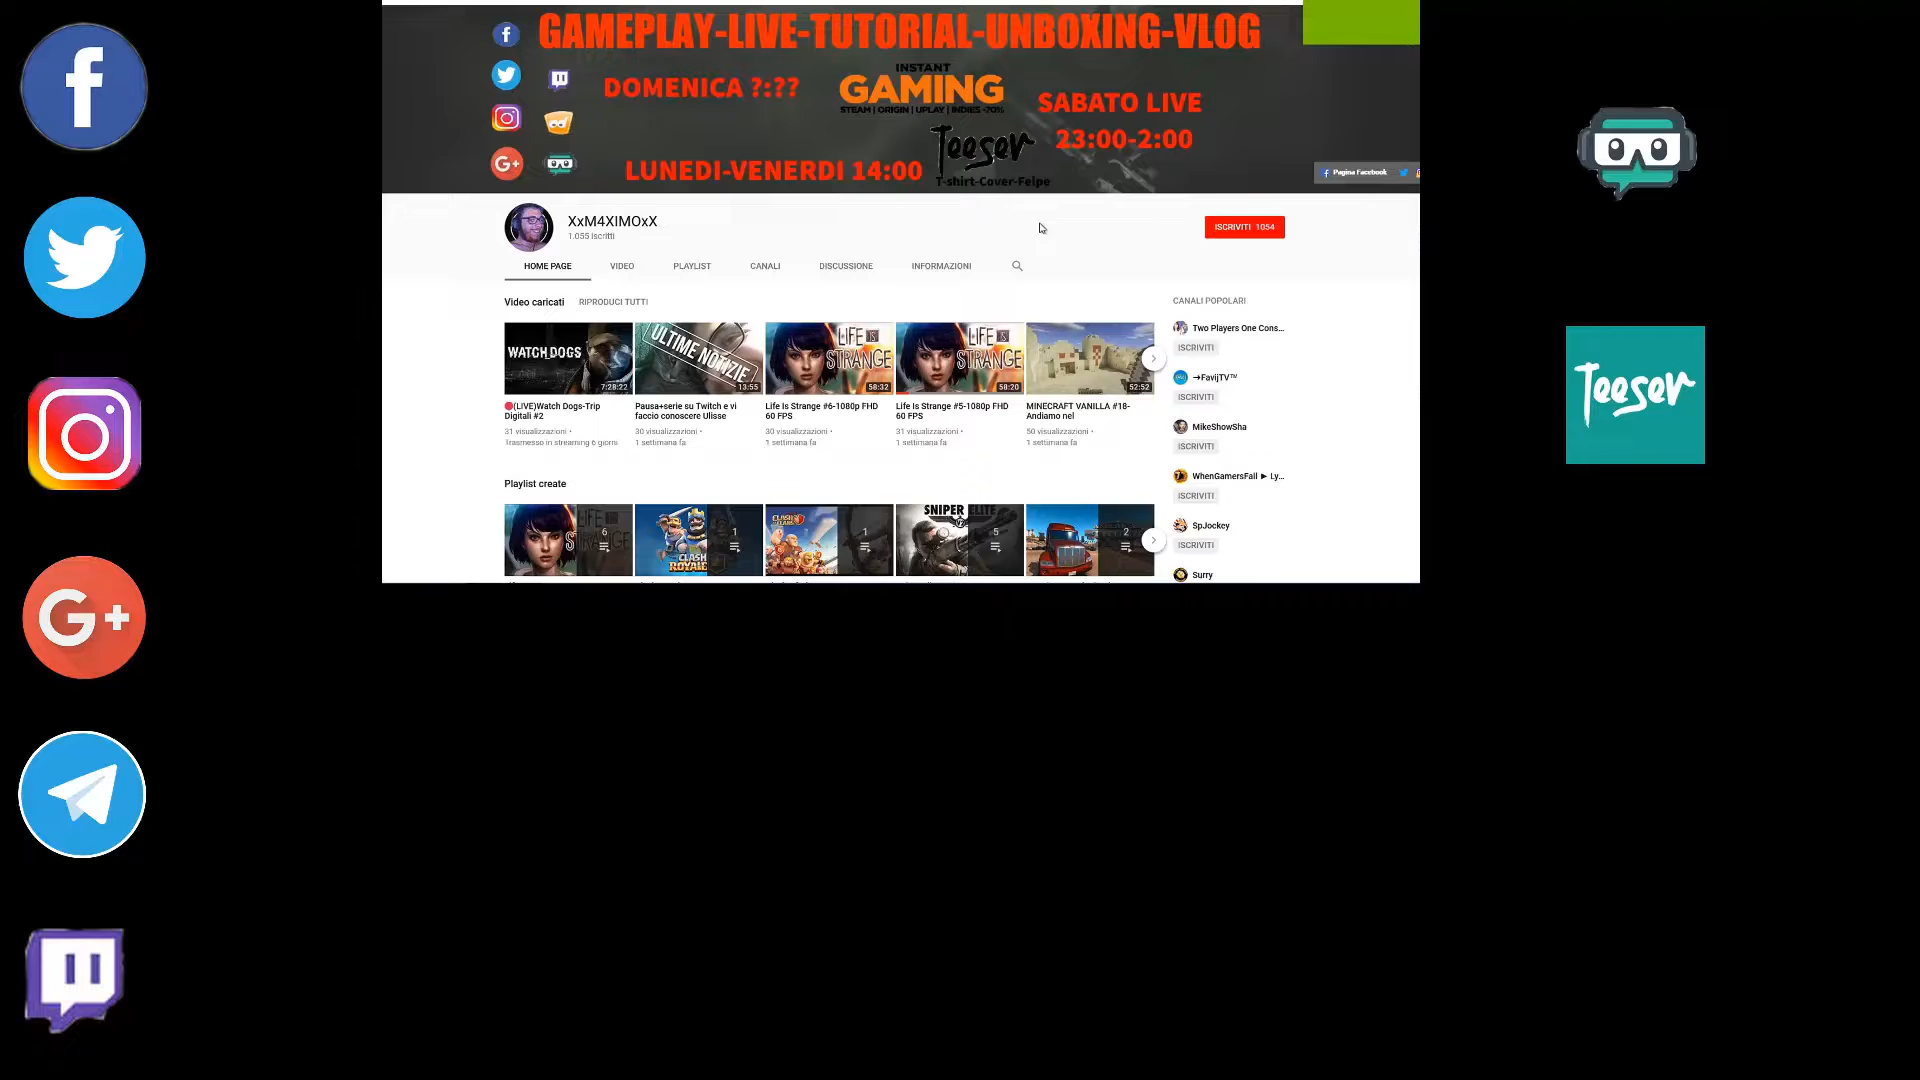 GAMEPLAY-LIVE-TUTORIAL-UNBOXING-VLOG
INSTANT
GAMING
STEAM | ORIGIN | UPLAY | INDIES -70%
DOMENICA ?:??
SABATO LIVE
23:00-2:00
Teeser
T-shirt-Cover-Felpe
LUNEDI-VENERDI 14:00
Pagina Facebook
XxM4XIMOxX
1.055 iscritti
ISCRIVITI 1054
HOME PAGE VIDEO PLAYLIST CANALI DISCUSSIONE INFORMAZIONI
Video caricati RIPRODUCI TUTTI
WATCH DOGS
7:28:22
ULTIME NOTIZIE
13:55
LIFE IS STRANGE
58:32
LIFE IS STRANGE
58:20
52:52
(LIVE)Watch Dogs-Trip
Digitali #2
31 visualizzazioni •
Trasmesso in streaming 6 giorni
Pausa+serie su Twitch e vi
faccio conoscere Ulisse
30 visualizzazioni •
1 settimana fa
Life Is Strange #6-1080p FHD
60 FPS
30 visualizzazioni •
1 settimana fa
Life Is Strange #5-1080p FHD
60 FPS
31 visualizzazioni •
1 settimana fa
MINECRAFT VANILLA #18-
Andiamo nel
50 visualizzazioni •
1 settimana fa
Playlist create
LIFE IS STRANGE
6
CLASH ROYALE
1
1
SNIPER ELITE
5
2
CANALI POPOLARI
Two Players One Cons...
ISCRIVITI
→FavijTV™
ISCRIVITI
MikeShowSha
ISCRIVITI
WhenGamersFail ► Ly...
ISCRIVITI
SpJockey
ISCRIVITI
Surry
Teeser